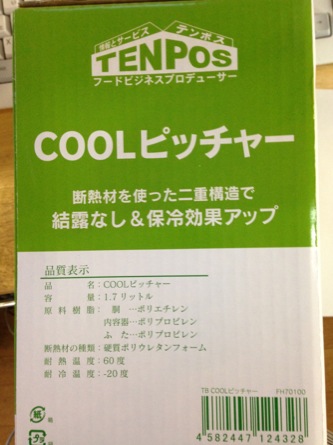 情報とサービス テンポス
TENPOS
フードビジネスプロデューサー
COOLピッチャー
断熱材を使った二重構造で
結露なし&保冷効果アップ
品質表示
品 名:COOLピッチャー
容 量:1.7リットル
原料樹脂: 胴 …ポリエチレン
内容器…ポリプロピレン
ふ た…ポリプロピレン
断熱材の種類:硬質ポリウレタンフォーム
耐熱温度:60度
耐冷温度:-20度
TB COOLピッチャー FH70100
4 582447 124328
紙